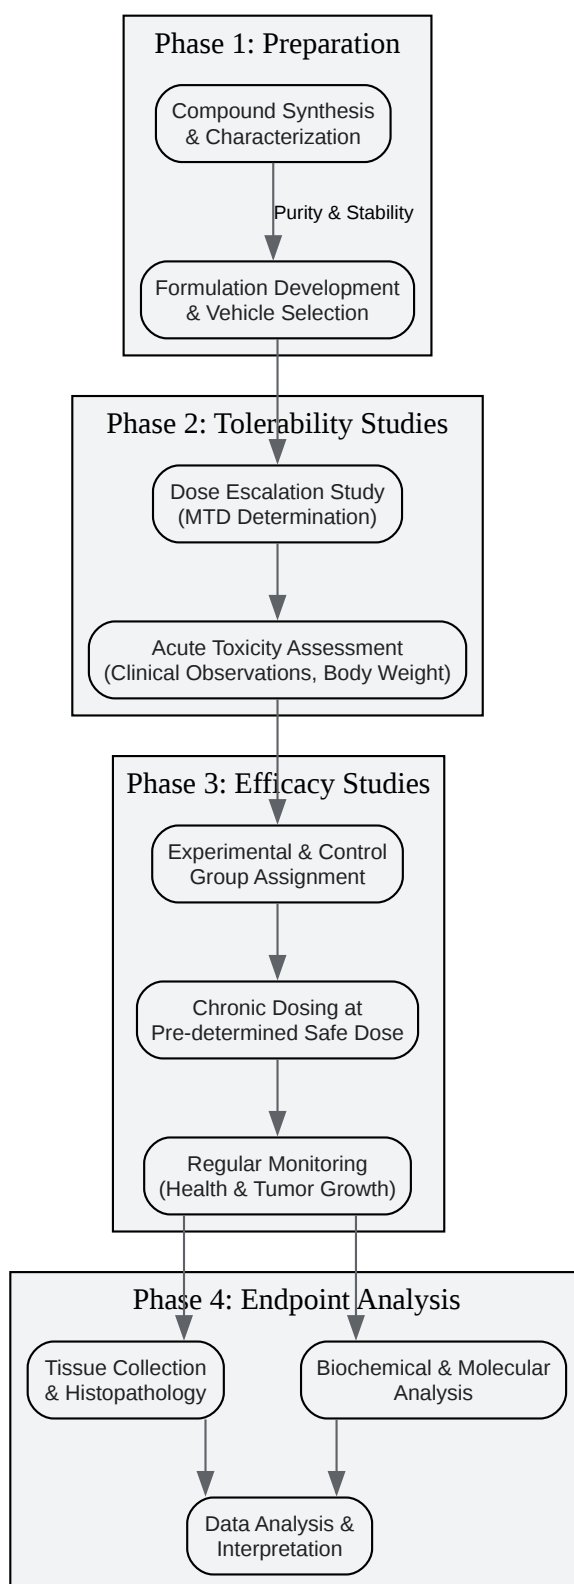 Phase 1: Preparation
Compound Synthesis
& Characterization
Purity & Stability
Formulation Development
& Vehicle Selection
Phase 2: Tolerability Studies
Dose Escalation Study
(MTD Determination)
Acute Toxicity Assessment
(Clinical Observations, Body Weight)
Phase 3: Efficacy Studies
Experimental & Control
Group Assignment
Chronic Dosing at
Pre-determined Safe Dose
Regular Monitoring
(Health & Tumor Growth)
Phase 4: Endpoint Analysis
Tissue Collection
& Histopathology
Biochemical & Molecular
Analysis
Data Analysis &
Interpretation